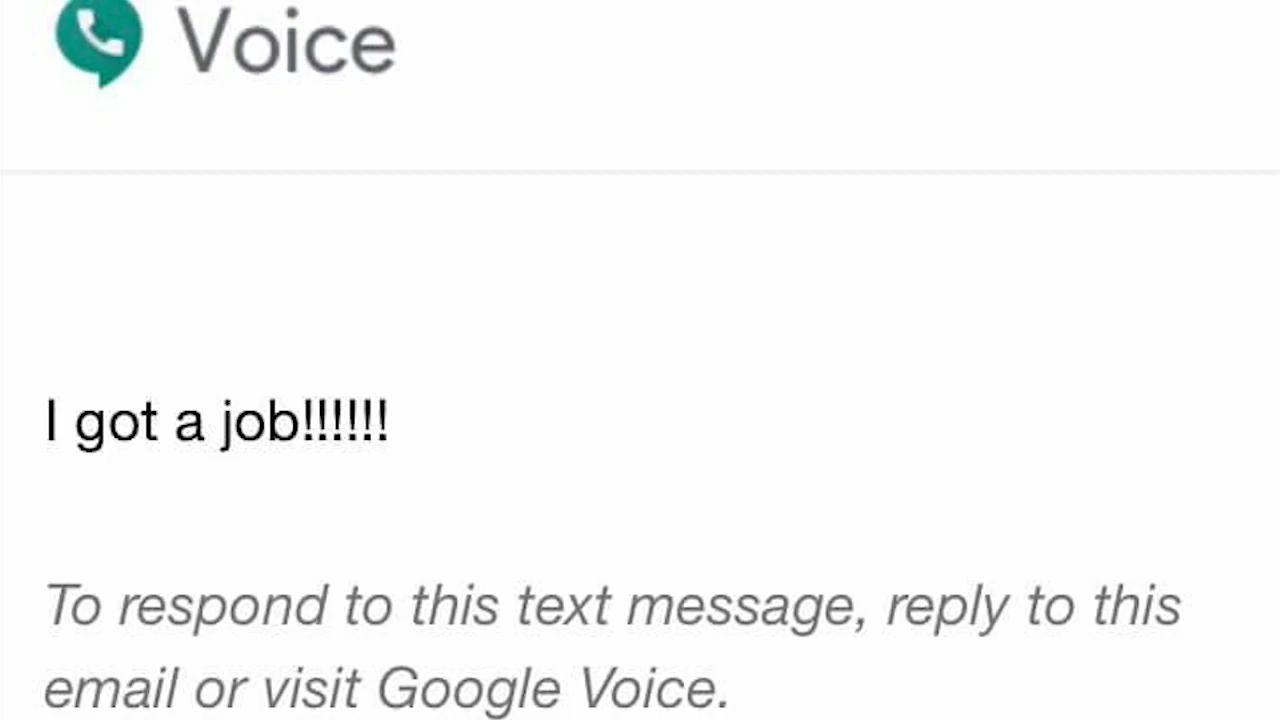 Voice
I got a job!!!!!!
To respond to this text message, reply to this
email or visit Google Voice.